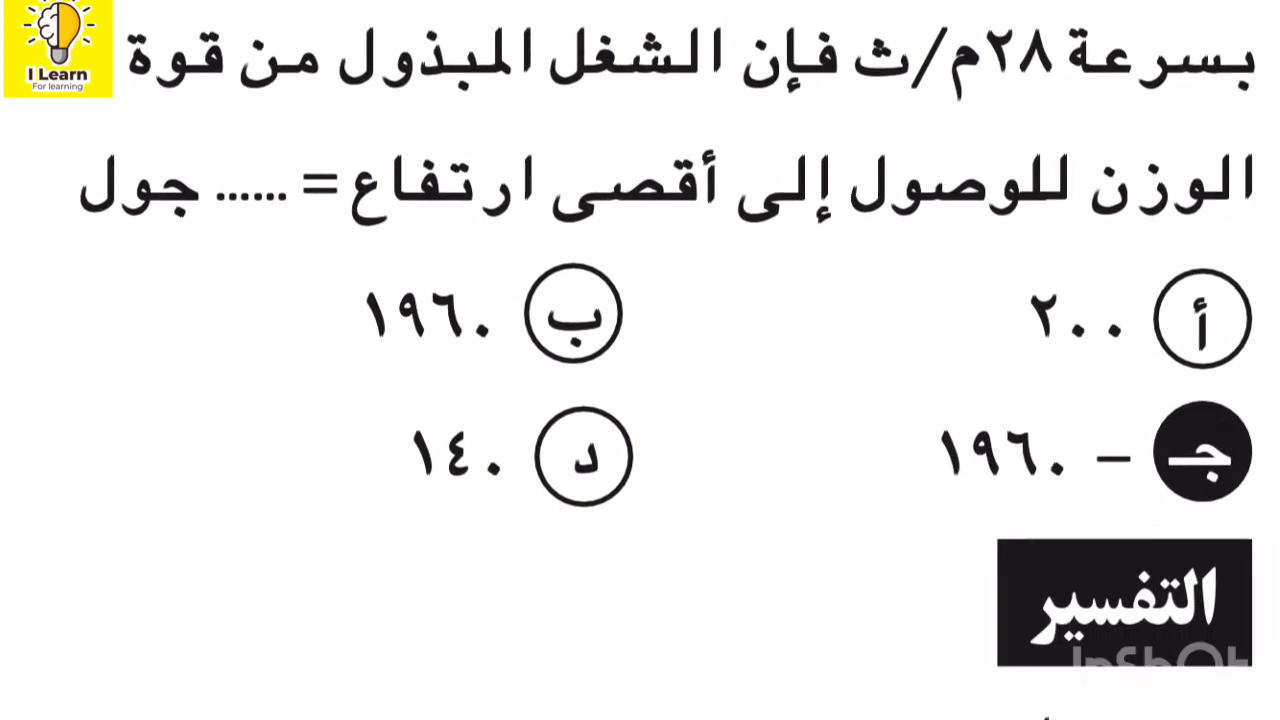 I Learn
For learning
بسرعة ٢٨م/ث فإن الشغل المبذول من قوة
الوزن للوصول إلى أقصى ارتفاع = ...... جول
أ ٢٠٠
ب ١٩٦٠
جـ - ١٩٦٠
د ١٤٠
التفسير
InShOt